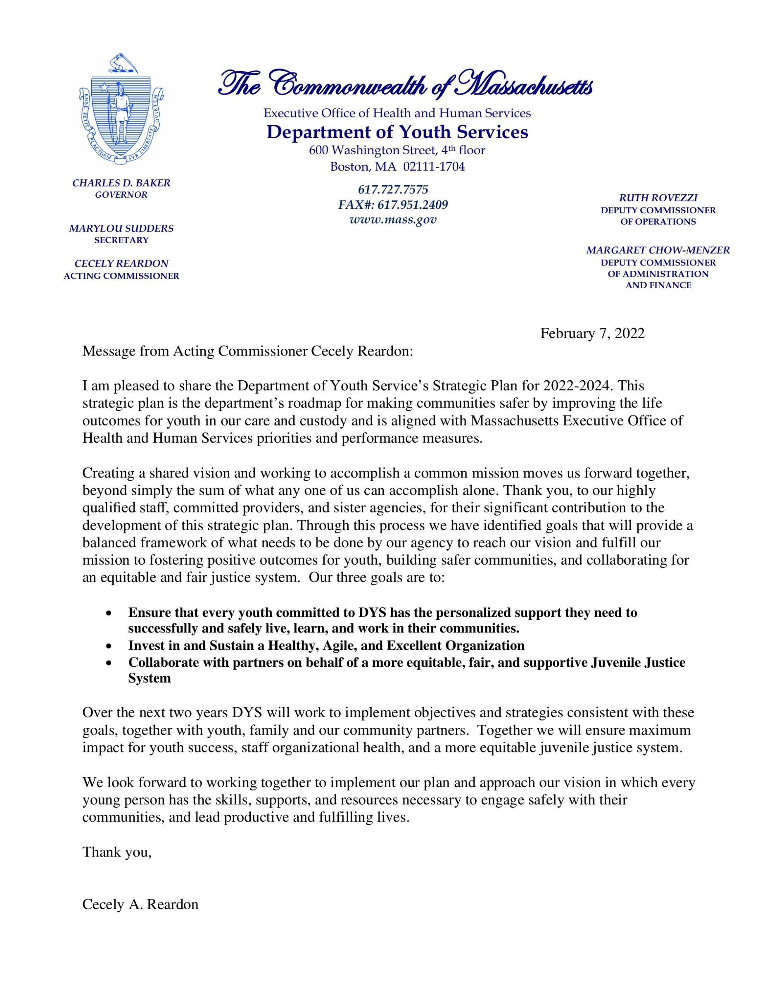 The Commonwealth of Massachusetts
Executive Office of Health and Human Services
Department of Youth Services
600 Washington Street, 4th floor
Boston, MA  02111-1704
617.727.7575
FAX#: 617.951.2409
www.mass.gov
ENSE PETIT PLACIDAM SVB LIBERTATE QVIETEM
CHARLES D. BAKER
GOVERNOR
MARYLOU SUDDERS
SECRETARY
CECELY REARDON
ACTING COMMISSIONER
RUTH ROVEZZI
DEPUTY COMMISSIONER
OF OPERATIONS
MARGARET CHOW-MENZER
DEPUTY COMMISSIONER
OF ADMINISTRATION
AND FINANCE
February 7, 2022
Message from Acting Commissioner Cecely Reardon:
I am pleased to share the Department of Youth Service’s Strategic Plan for 2022-2024. This
strategic plan is the department’s roadmap for making communities safer by improving the life
outcomes for youth in our care and custody and is aligned with Massachusetts Executive Office of
Health and Human Services priorities and performance measures.
Creating a shared vision and working to accomplish a common mission moves us forward together,
beyond simply the sum of what any one of us can accomplish alone. Thank you, to our highly
qualified staff, committed providers, and sister agencies, for their significant contribution to the
development of this strategic plan. Through this process we have identified goals that will provide a
balanced framework of what needs to be done by our agency to reach our vision and fulfill our
mission to fostering positive outcomes for youth, building safer communities, and collaborating for
an equitable and fair justice system.  Our three goals are to:
• Ensure that every youth committed to DYS has the personalized support they need to
successfully and safely live, learn, and work in their communities.
• Invest in and Sustain a Healthy, Agile, and Excellent Organization
• Collaborate with partners on behalf of a more equitable, fair, and supportive Juvenile Justice
System
Over the next two years DYS will work to implement objectives and strategies consistent with these
goals, together with youth, family and our community partners.  Together we will ensure maximum
impact for youth success, staff organizational health, and a more equitable juvenile justice system.
We look forward to working together to implement our plan and approach our vision in which every
young person has the skills, supports, and resources necessary to engage safely with their
communities, and lead productive and fulfilling lives.
Thank you,
Cecely A. Reardon